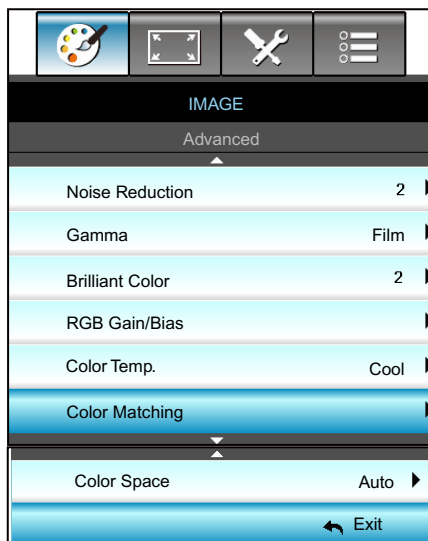 IMAGE
Advanced
Noise Reduction 2
Gamma Film
Brilliant Color 2
RGB Gain/Bias
Color Temp. Cool
Color Matching
Color Space Auto
Exit